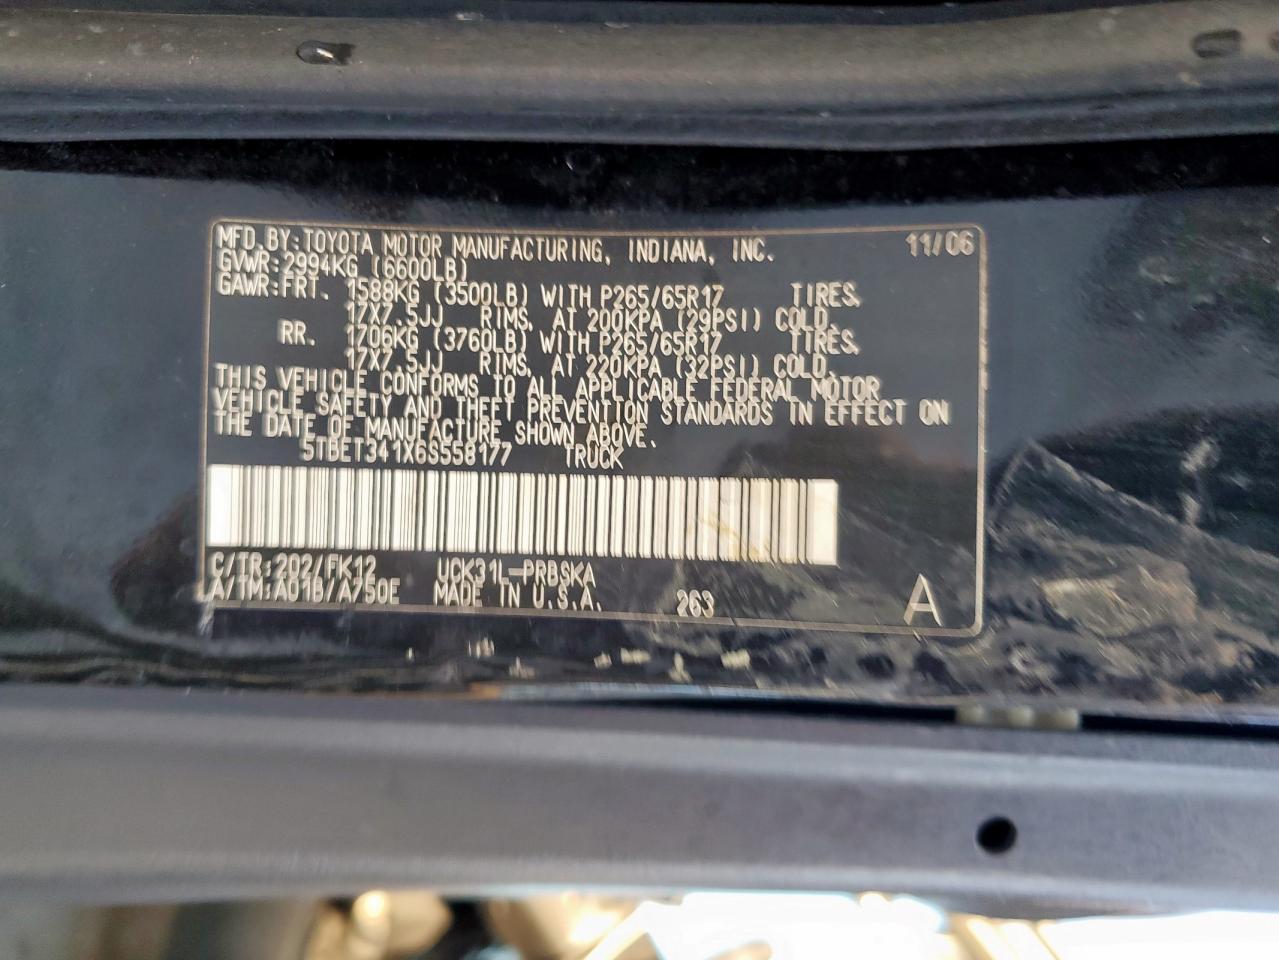 MFD.BY:TOYOTA MOTOR MANUFACTURING, INDIANA, INC. 11/06
GVWR:2994KG (6600LB)
GAWR:FRT. 1588KG (3500LB) WITH P265/65R17 TIRES,
17X7.5JJ RIMS, AT 200KPA (29PSI) COLD.
RR. 1706KG (3760LB) WITH P265/65R17 TIRES,
17X7.5JJ RIMS, AT 220KPA (32PSI) COLD.
THIS VEHICLE CONFORMS TO ALL APPLICABLE FEDERAL MOTOR
VEHICLE SAFETY AND THEFT PREVENTION STANDARDS IN EFFECT ON
THE DATE OF MANUFACTURE SHOWN ABOVE.
5TBET341X6S558177 TRUCK
C/TR:202/FK12 UCK31L-PRBSKA
A/TM:A01B/A750E MADE IN U.S.A. 263 A